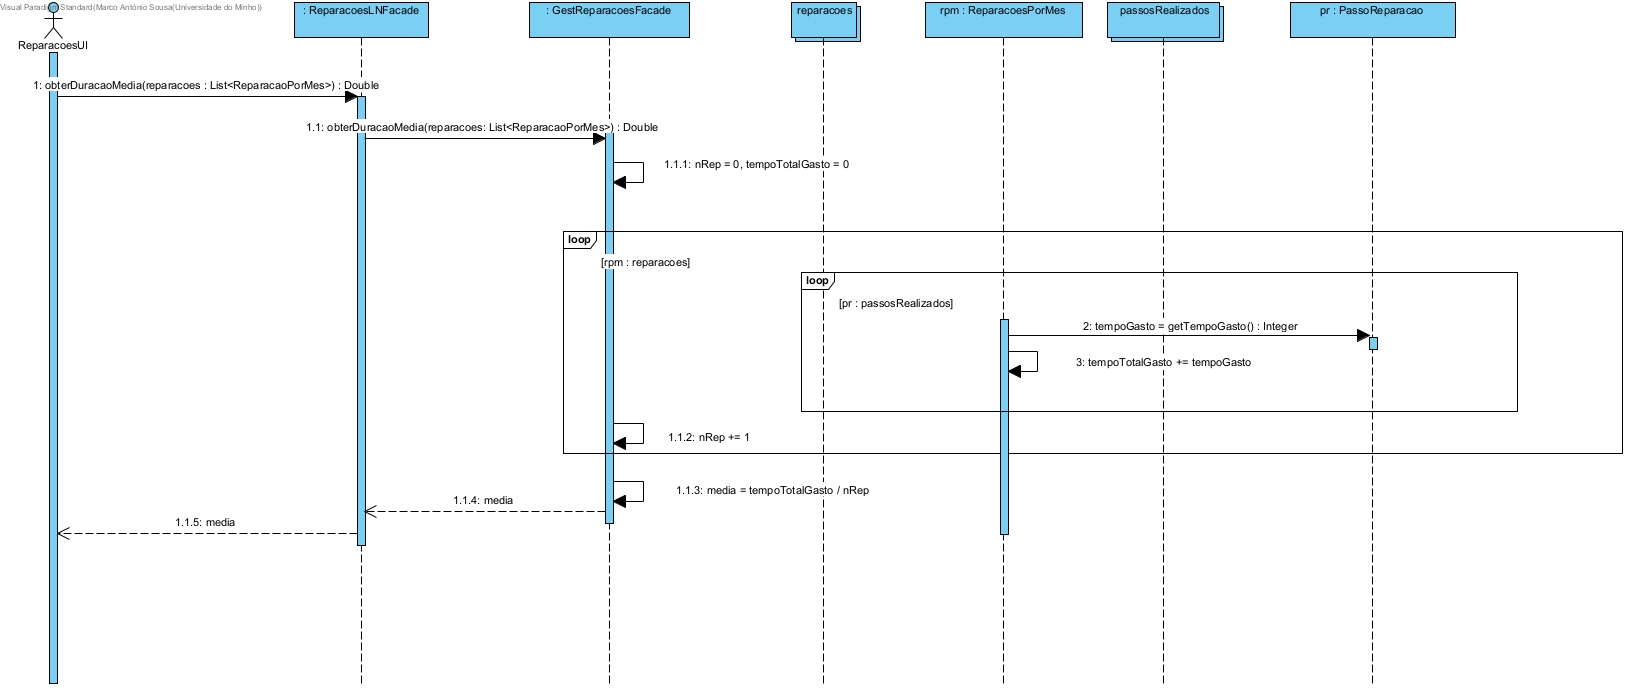 Visual Paradigm Standard(Marco António Sousa(Universidade do Minho))
ReparacoesUI
: ReparacoesLNFacade
: GestReparacoesFacade
reparacoes
rpm : ReparacoesPorMes
passosRealizados
pr : PassoReparacao
1: obterDuracaoMedia(reparacoes : List<ReparacaoPorMes>) : Double
1.1: obterDuracaoMedia(reparacoes: List<ReparacaoPorMes>) : Double
1.1.1: nRep = 0, tempoTotalGasto = 0
loop
[rpm : reparacoes]
loop
[pr : passosRealizados]
2: tempoGasto = getTempoGasto() : Integer
3: tempoTotalGasto += tempoGasto
1.1.2: nRep += 1
1.1.3: media = tempoTotalGasto / nRep
1.1.4: media
1.1.5: media